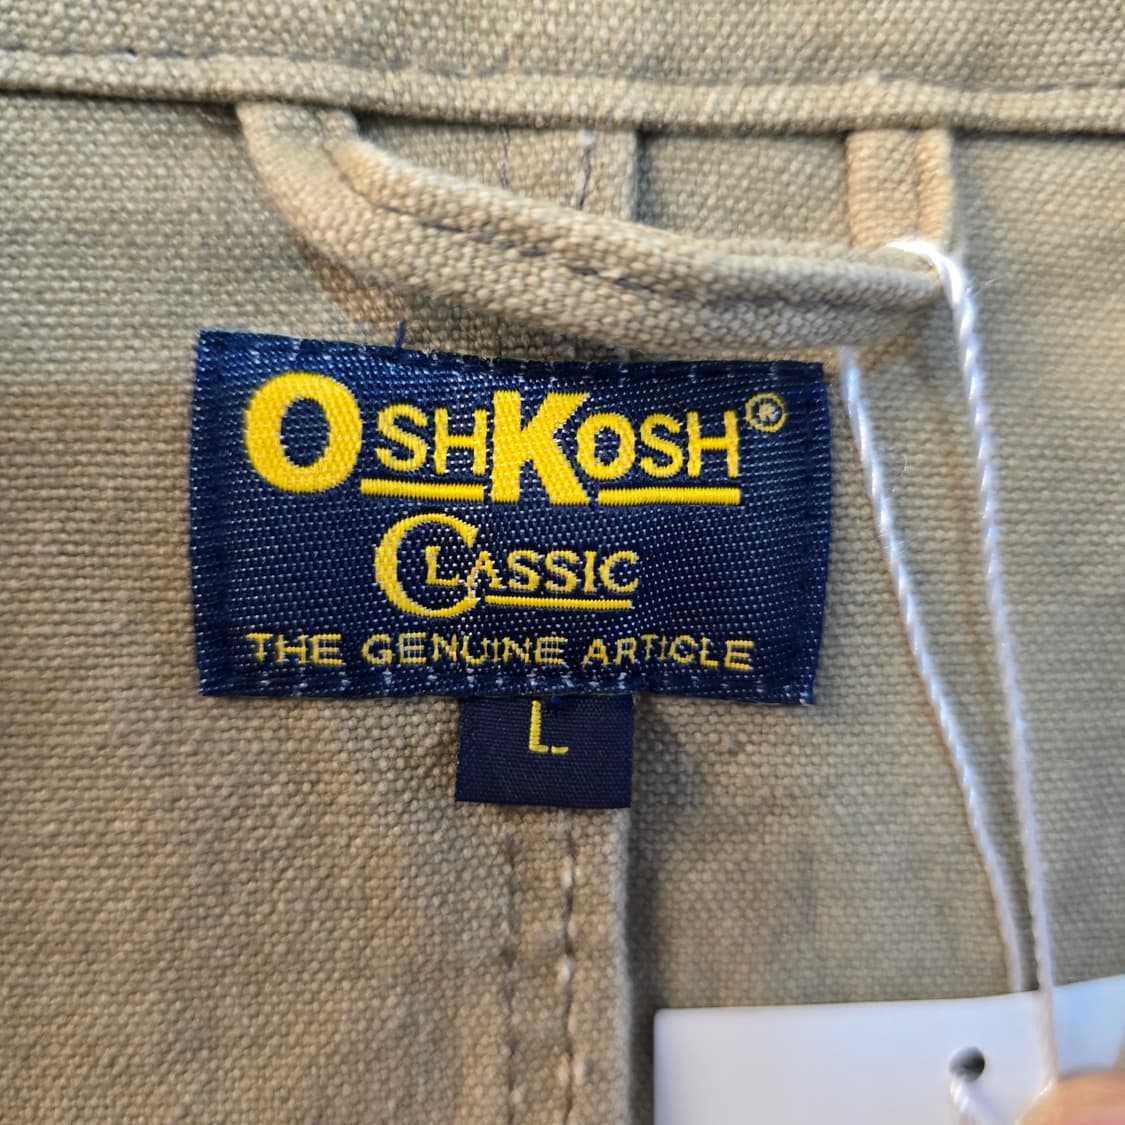 OSHKOSH®
CLASSIC
THE GENUINE ARTICLE
L